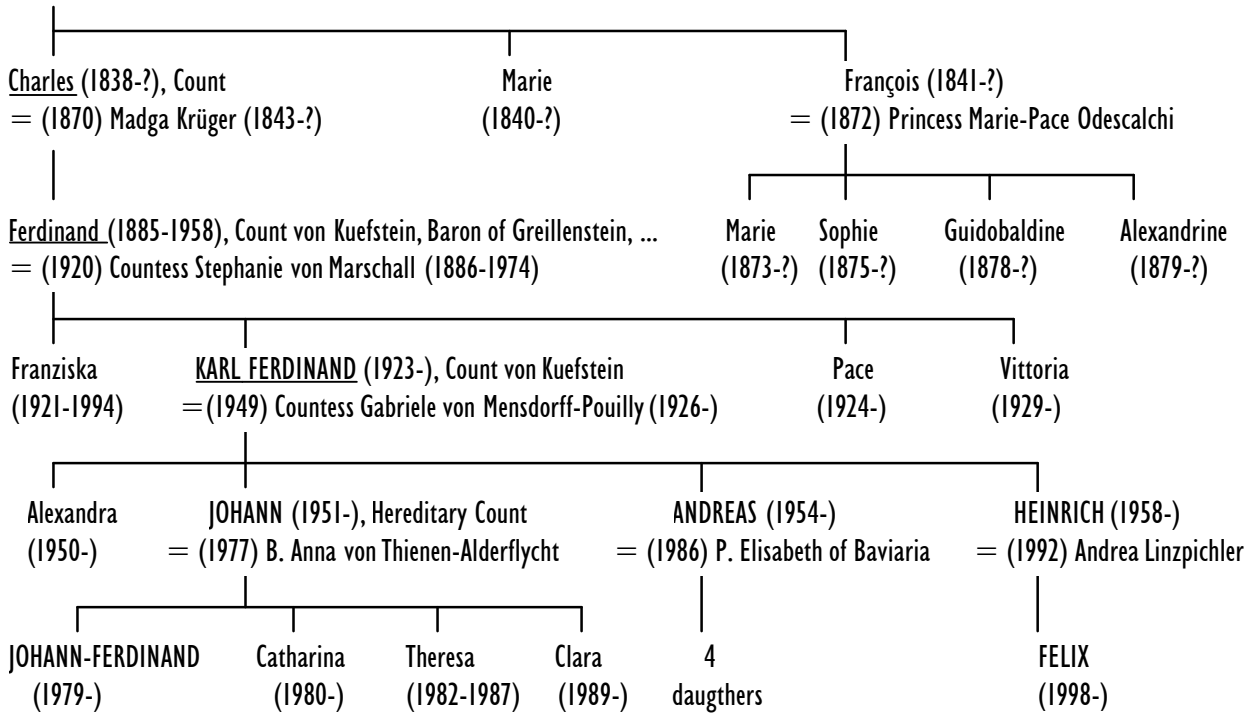 Charles (1838-?), Count
= (1870) Madga Krüger (1843-?)
Marie
(1840-?)
François (1841-?)
= (1872) Princess Marie-Pace Odescalchi
Ferdinand (1885-1958), Count von Kuefstein, Baron of Greillenstein, ...
= (1920) Countess Stephanie von Marschall (1886-1974)
Marie
(1873-?)
Sophie
(1875-?)
Guidobaldine
(1878-?)
Alexandrine
(1879-?)
Franziska
(1921-1994)
KARL FERDINAND (1923-), Count von Kuefstein
=(1949) Countess Gabriele von Mensdorff-Pouilly (1926-)
Pace
(1924-)
Vittoria
(1929-)
Alexandra
(1950-)
JOHANN (1951-), Hereditary Count
= (1977) B. Anna von Thienen-Alderflycht
ANDREAS (1954-)
= (1986) P. Elisabeth of Baviaria
HEINRICH (1958-)
= (1992) Andrea Linzpichler
JOHANN-FERDINAND
(1979-)
Catharina
(1980-)
Theresa
(1982-1987)
Clara
(1989-)
4
daugthers
FELIX
(1998-)